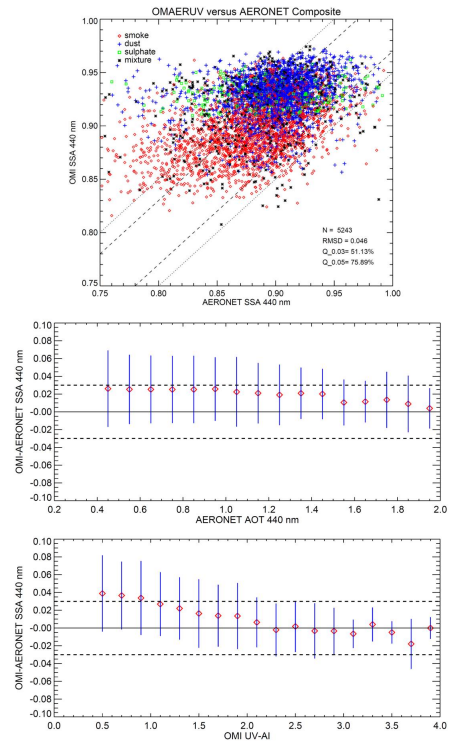 OMAERUV versus AERONET Composite
1.00
smoke
dust
sulphate
mixture
0.95
0.90
0.85
0.80
0.75
OMI SSA 440 nm
N = 5243
RMSD = 0.046
Q_0.03= 51.13%
Q_0.05= 75.89%
0.75 0.80 0.85 0.90 0.95 1.00
AERONET SSA 440 nm
0.10
0.08
0.06
0.04
0.02
-0.00
-0.02
-0.04
-0.06
-0.08
-0.10
OMI-AERONET SSA 440 nm
0.2 0.4 0.6 0.8 1.0 1.2 1.4 1.6 1.8 2.0
AERONET AOT 440 nm
0.10
0.08
0.06
0.04
0.02
-0.00
-0.02
-0.04
-0.06
-0.08
-0.10
OMI-AERONET SSA 440 nm
0.0 0.5 1.0 1.5 2.0 2.5 3.0 3.5 4.0
OMI UV-AI